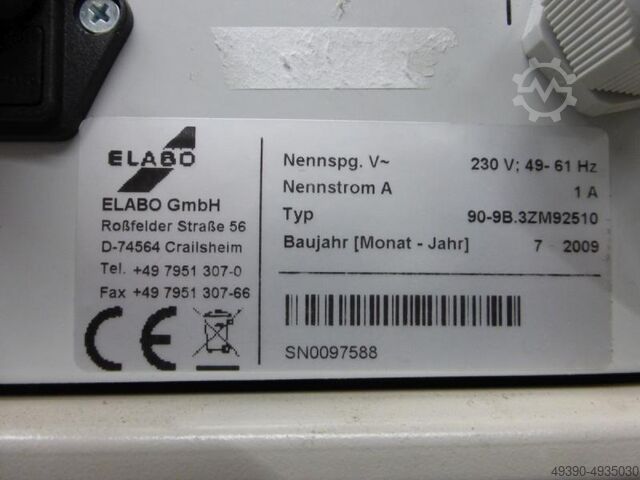 ELABO
ELABO GmbH
Roßfelder Straße 56
D-74564 Crailsheim
Tel. +49 7951 307-0
Fax +49 7951 307-66
CE
Nennspg. V~ 230 V; 49- 61 Hz
Nennstrom A 1 A
Typ 90-9B.3ZM92510
Baujahr [Monat - Jahr] 7 - 2009
SN0097588
49390-4935030